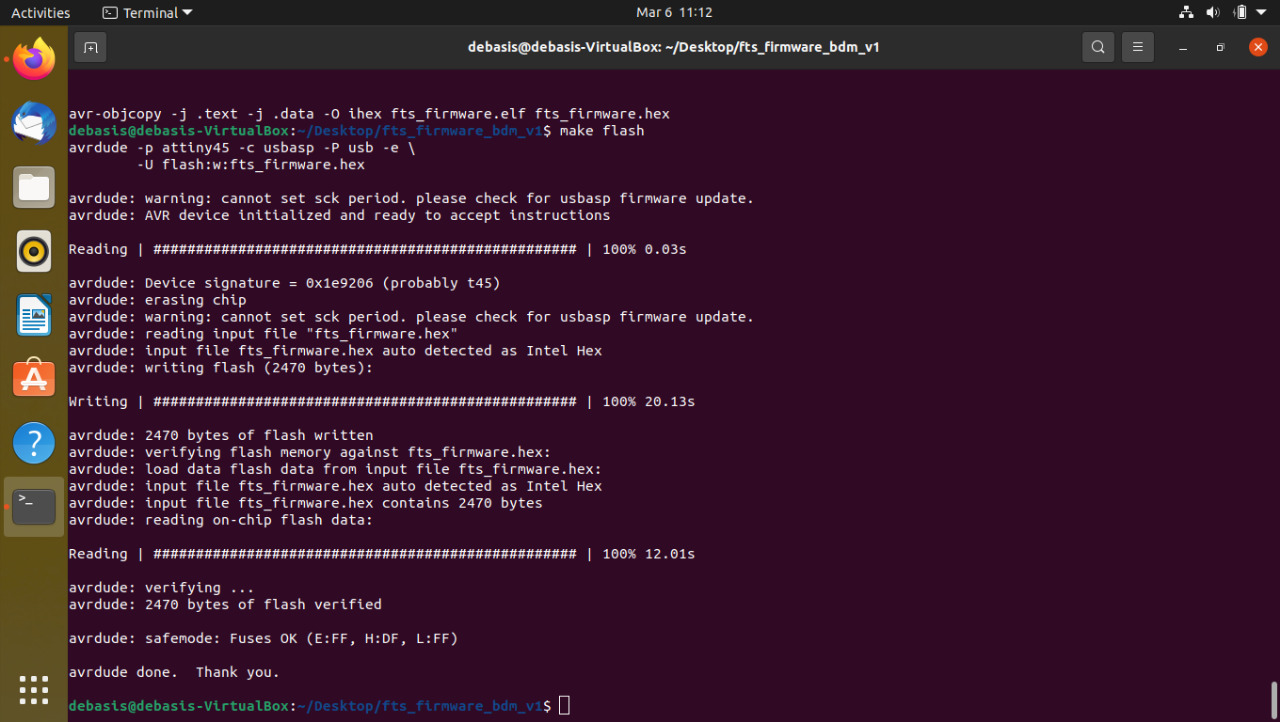 Activities
Terminal
Mar 6 11:12
debasis@debasis-VirtualBox: ~/Desktop/fts_firmware_bdm_v1
avr-objcopy -j .text -j .data -O ihex fts_firmware.elf fts_firmware.hex
debasis@debasis-VirtualBox:~/Desktop/fts_firmware_bdm_v1$ make flash
avrdude -p attiny45 -c usbasp -P usb -e \
        -U flash:w:fts_firmware.hex
avrdude: warning: cannot set sck period. please check for usbasp firmware update.
avrdude: AVR device initialized and ready to accept instructions
Reading | ################################################## | 100% 0.03s
avrdude: Device signature = 0x1e9206 (probably t45)
avrdude: erasing chip
avrdude: warning: cannot set sck period. please check for usbasp firmware update.
avrdude: reading input file "fts_firmware.hex"
avrdude: input file fts_firmware.hex auto detected as Intel Hex
avrdude: writing flash (2470 bytes):
Writing | ################################################## | 100% 20.13s
avrdude: 2470 bytes of flash written
avrdude: verifying flash memory against fts_firmware.hex:
avrdude: load data flash data from input file fts_firmware.hex:
avrdude: input file fts_firmware.hex auto detected as Intel Hex
avrdude: input file fts_firmware.hex contains 2470 bytes
avrdude: reading on-chip flash data:
Reading | ################################################## | 100% 12.01s
avrdude: verifying ...
avrdude: 2470 bytes of flash verified
avrdude: safemode: Fuses OK (E:FF, H:DF, L:FF)
avrdude done.  Thank you.
debasis@debasis-VirtualBox:~/Desktop/fts_firmware_bdm_v1$